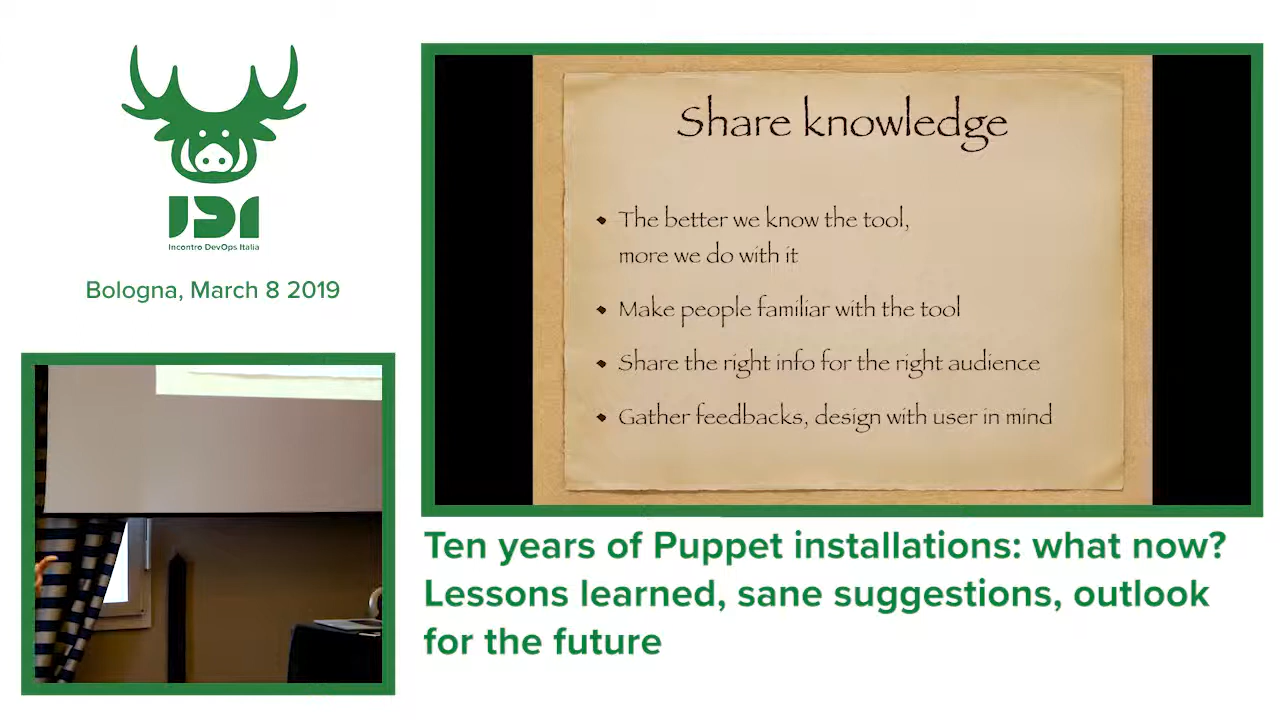 IDI
Incontro DevOps Italia
Bologna, March 8 2019
Share knowledge
• The better we know the tool,
more we do with it
• Make people familiar with the tool
• Share the right info for the right audience
• Gather feedbacks, design with user in mind
Ten years of Puppet installations: what now?
Lessons learned, sane suggestions, outlook
for the future